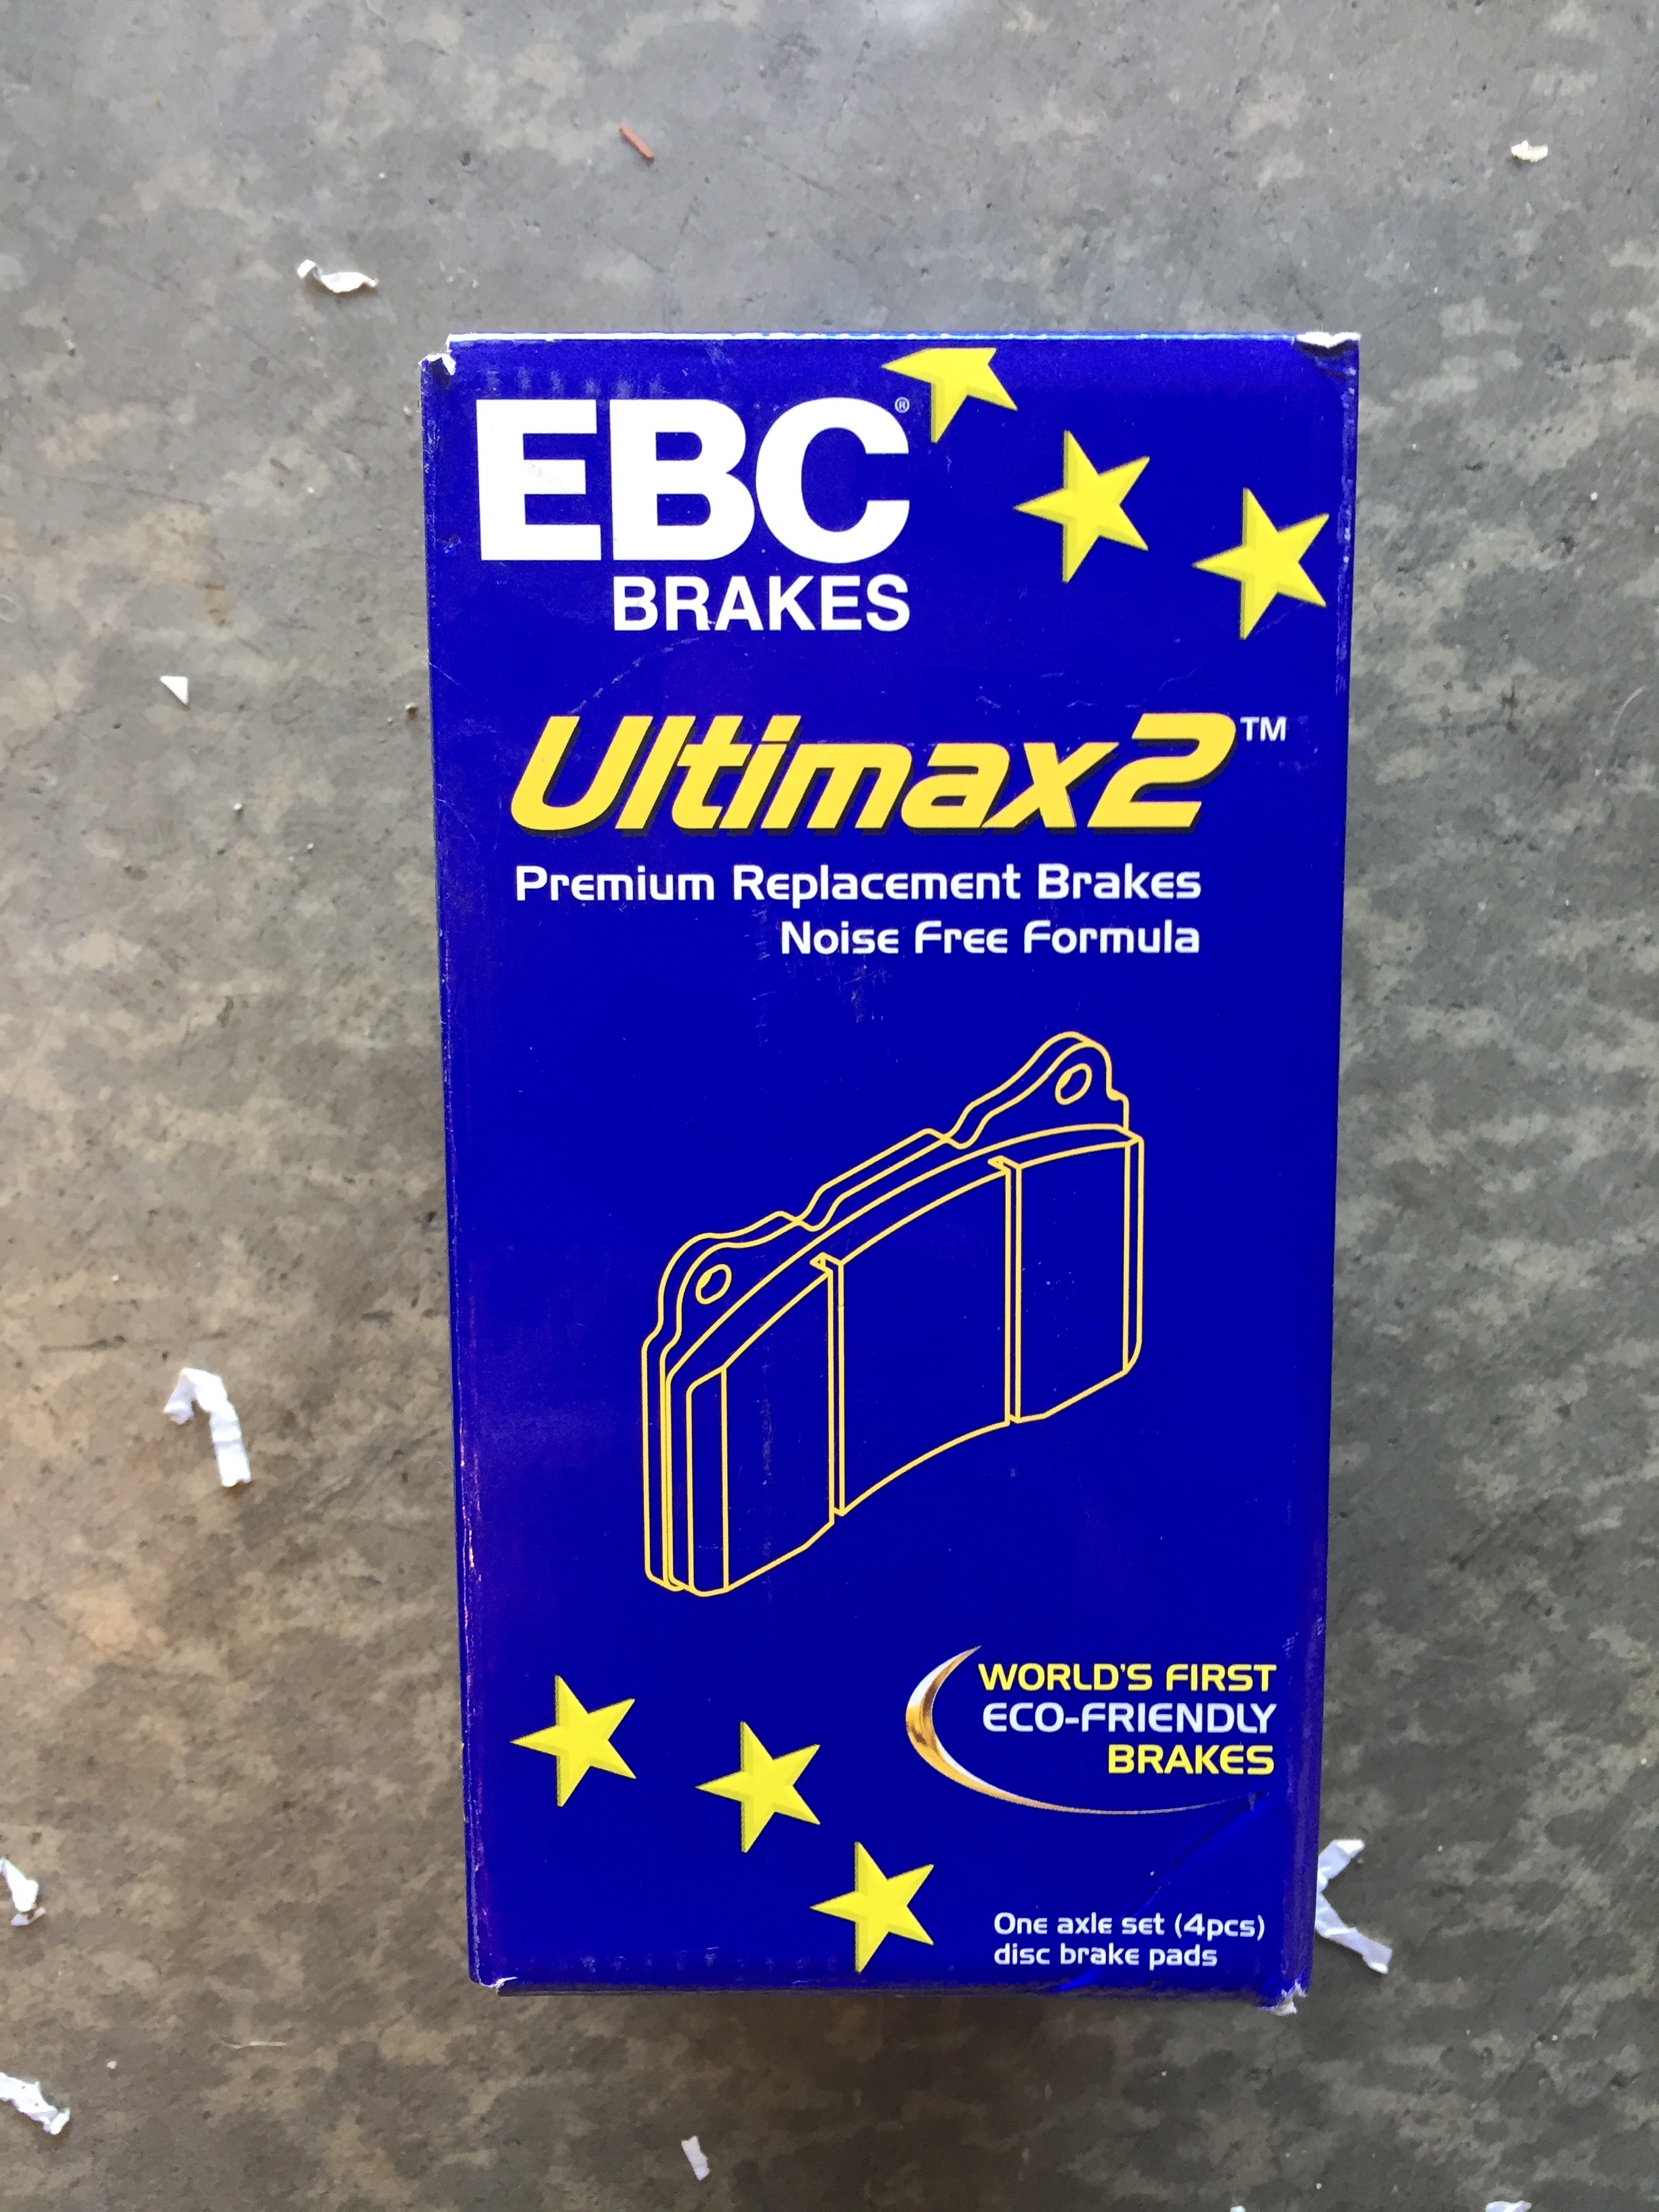 EBC®
BRAKES
Ultimax2™
Premium Replacement Brakes
Noise Free Formula
WORLD'S FIRST
ECO-FRIENDLY
BRAKES
One axle set (4pcs)
disc brake pads